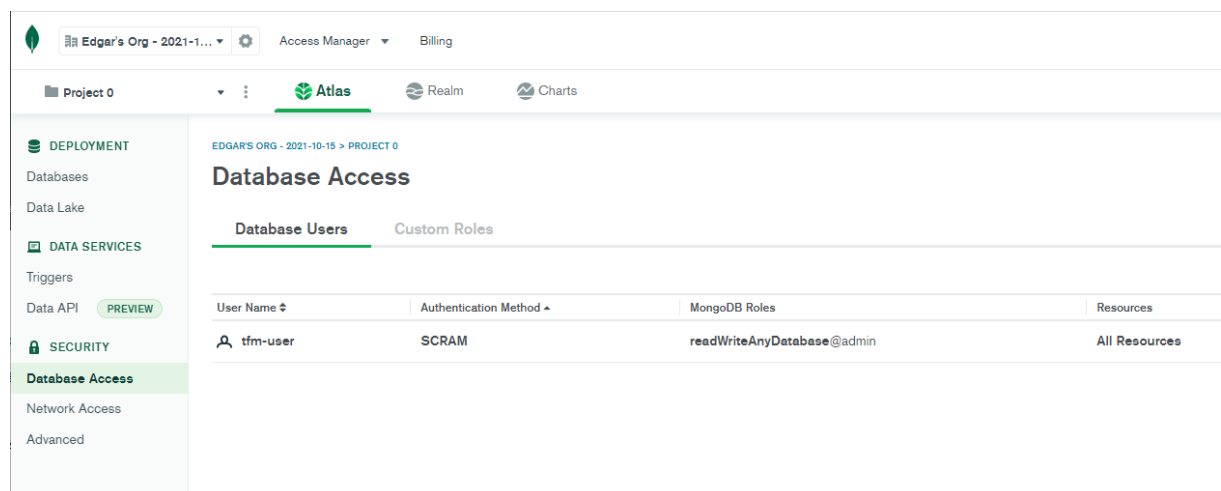 Edgar's Org - 2021-1... Access Manager Billing
Project 0 Atlas Realm Charts
DEPLOYMENT
Databases
Data Lake
DATA SERVICES
Triggers
Data API PREVIEW
SECURITY
Database Access
Network Access
Advanced
EDGAR'S ORG - 2021-10-15 > PROJECT 0
Database Access
Database Users Custom Roles
User Name Authentication Method MongoDB Roles Resources
tfm-user SCRAM readWriteAnyDatabase@admin All Resources